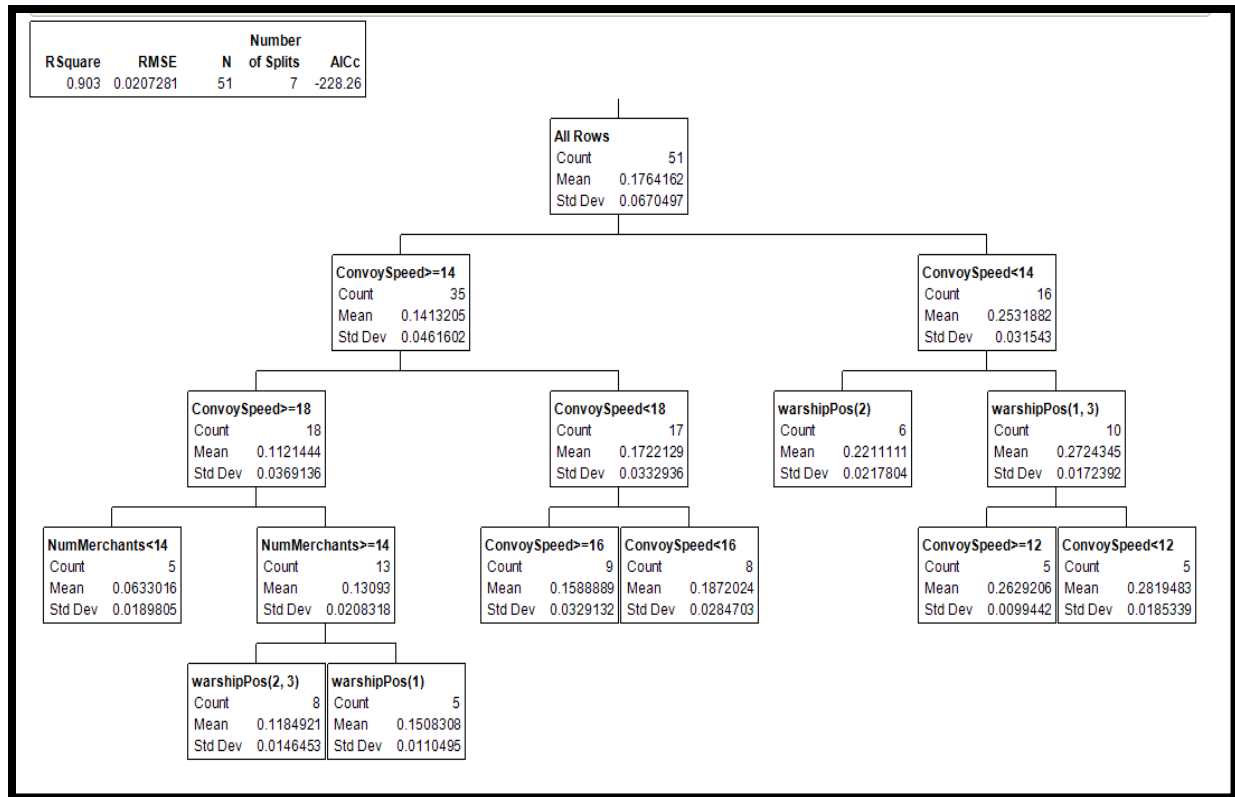 Number
RSquare RMSE N of Splits AICc
0.903 0.0207281 51 7 -228.26
All Rows
Count 51
Mean 0.1764162
Std Dev 0.0670497
ConvoySpeed>=14
Count 35
Mean 0.1413205
Std Dev 0.0461602
ConvoySpeed<14
Count 16
Mean 0.2531882
Std Dev 0.031543
ConvoySpeed>=18
Count 18
Mean 0.1121444
Std Dev 0.0369136
ConvoySpeed<18
Count 17
Mean 0.1722129
Std Dev 0.0332936
warshipPos(2)
Count 6
Mean 0.2211111
Std Dev 0.0217804
warshipPos(1, 3)
Count 10
Mean 0.2724345
Std Dev 0.0172392
NumMerchants<14
Count 5
Mean 0.0633016
Std Dev 0.0189805
NumMerchants>=14
Count 13
Mean 0.13093
Std Dev 0.0208318
ConvoySpeed>=16
Count 9
Mean 0.1588889
Std Dev 0.0329132
ConvoySpeed<16
Count 8
Mean 0.1872024
Std Dev 0.0284703
ConvoySpeed>=12
Count 5
Mean 0.2629206
Std Dev 0.0099442
ConvoySpeed<12
Count 5
Mean 0.2819483
Std Dev 0.0185339
warshipPos(2, 3)
Count 8
Mean 0.1184921
Std Dev 0.0146453
warshipPos(1)
Count 5
Mean 0.1508308
Std Dev 0.0110495